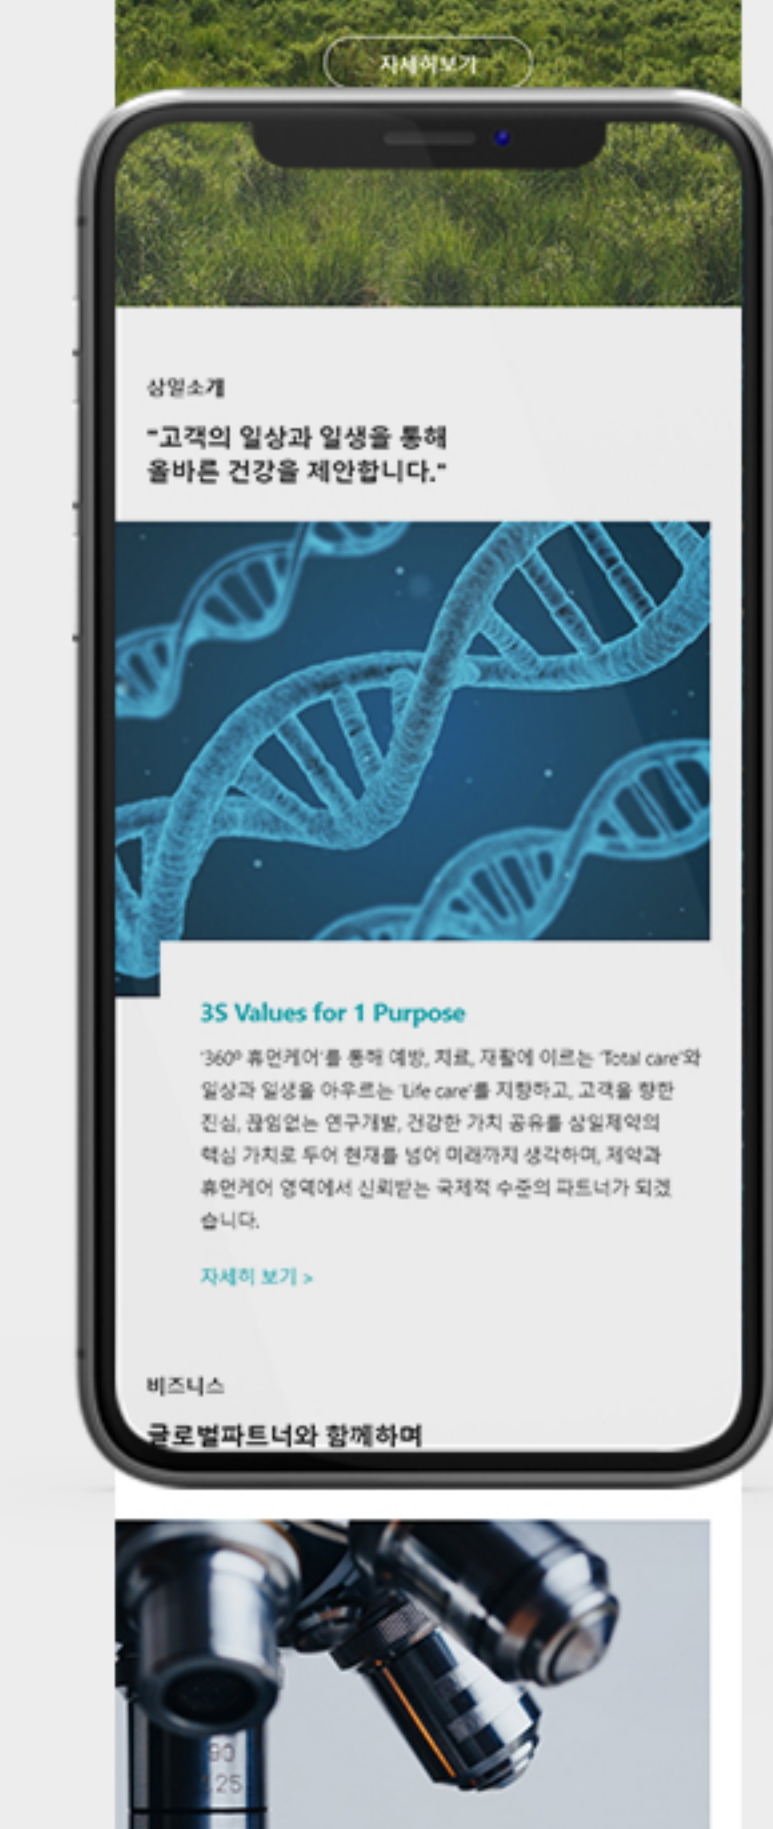 자세히보기
상일소개
"고객의 일상과 일생을 통해
올바른 건강을 제안합니다."
3S Values for 1 Purpose
'360º 휴먼케어'를 통해 예방, 치료, 재활에 이르는 'Total care'와
일상과 일생을 아우르는 'Life care'를 지향하고, 고객을 향한
진심, 끊임없는 연구개발, 건강한 가치 공유를 삼일제약의
핵심 가치로 두어 현재를 넘어 미래까지 생각하며, 제약과
휴먼케어 영역에서 신뢰받는 국제적 수준의 파트너가 되겠
습니다.
자세히 보기 >
비즈니스
글로벌파트너와 함께하며
90
.25